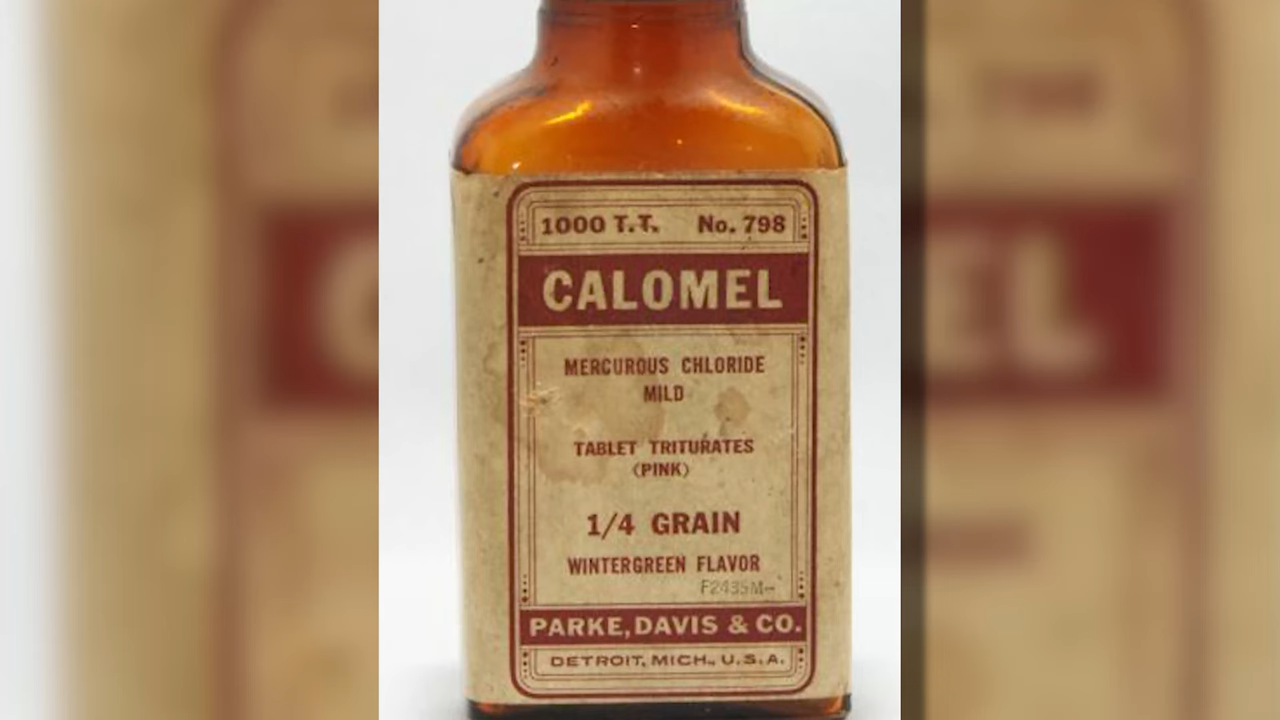 1000 T.T. No. 798
CALOMEL
MERCUROUS CHLORIDE
MILD
TABLET TRITURATES
(PINK)
1/4 GRAIN
WINTERGREEN FLAVOR
F2435M-
PARKE, DAVIS & CO.
DETROIT, MICH., U.S.A.